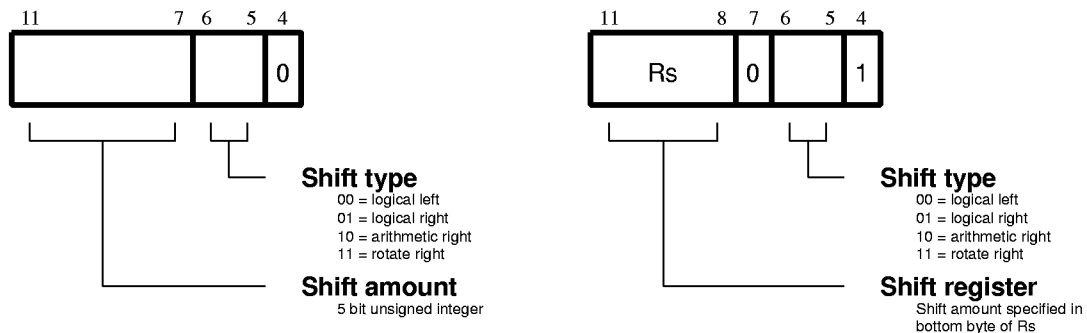 11 7 6 5 4
0
Shift type
00 = logical left
01 = logical right
10 = arithmetic right
11 = rotate right
Shift amount
5 bit unsigned integer
11 8 7 6 5 4
Rs 0 1
Shift type
00 = logical left
01 = logical right
10 = arithmetic right
11 = rotate right
Shift register
Shift amount specified in
bottom byte of Rs